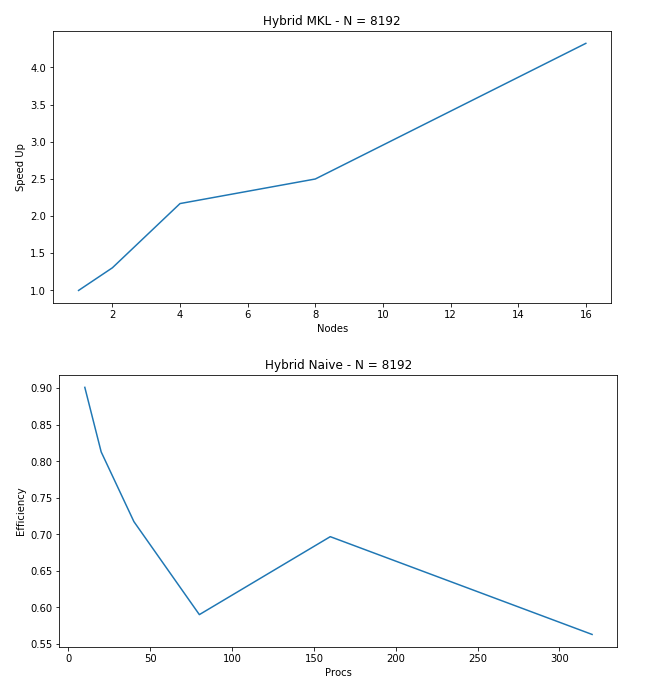 Hybrid MKL - N = 8192
4.0
3.5
3.0
2.5
2.0
1.5
1.0
Speed Up
2 4 6 8 10 12 14 16
Nodes
Hybrid Naive - N = 8192
0.90
0.85
0.80
0.75
0.70
0.65
0.60
0.55
Efficiency
0 50 100 150 200 250 300
Procs